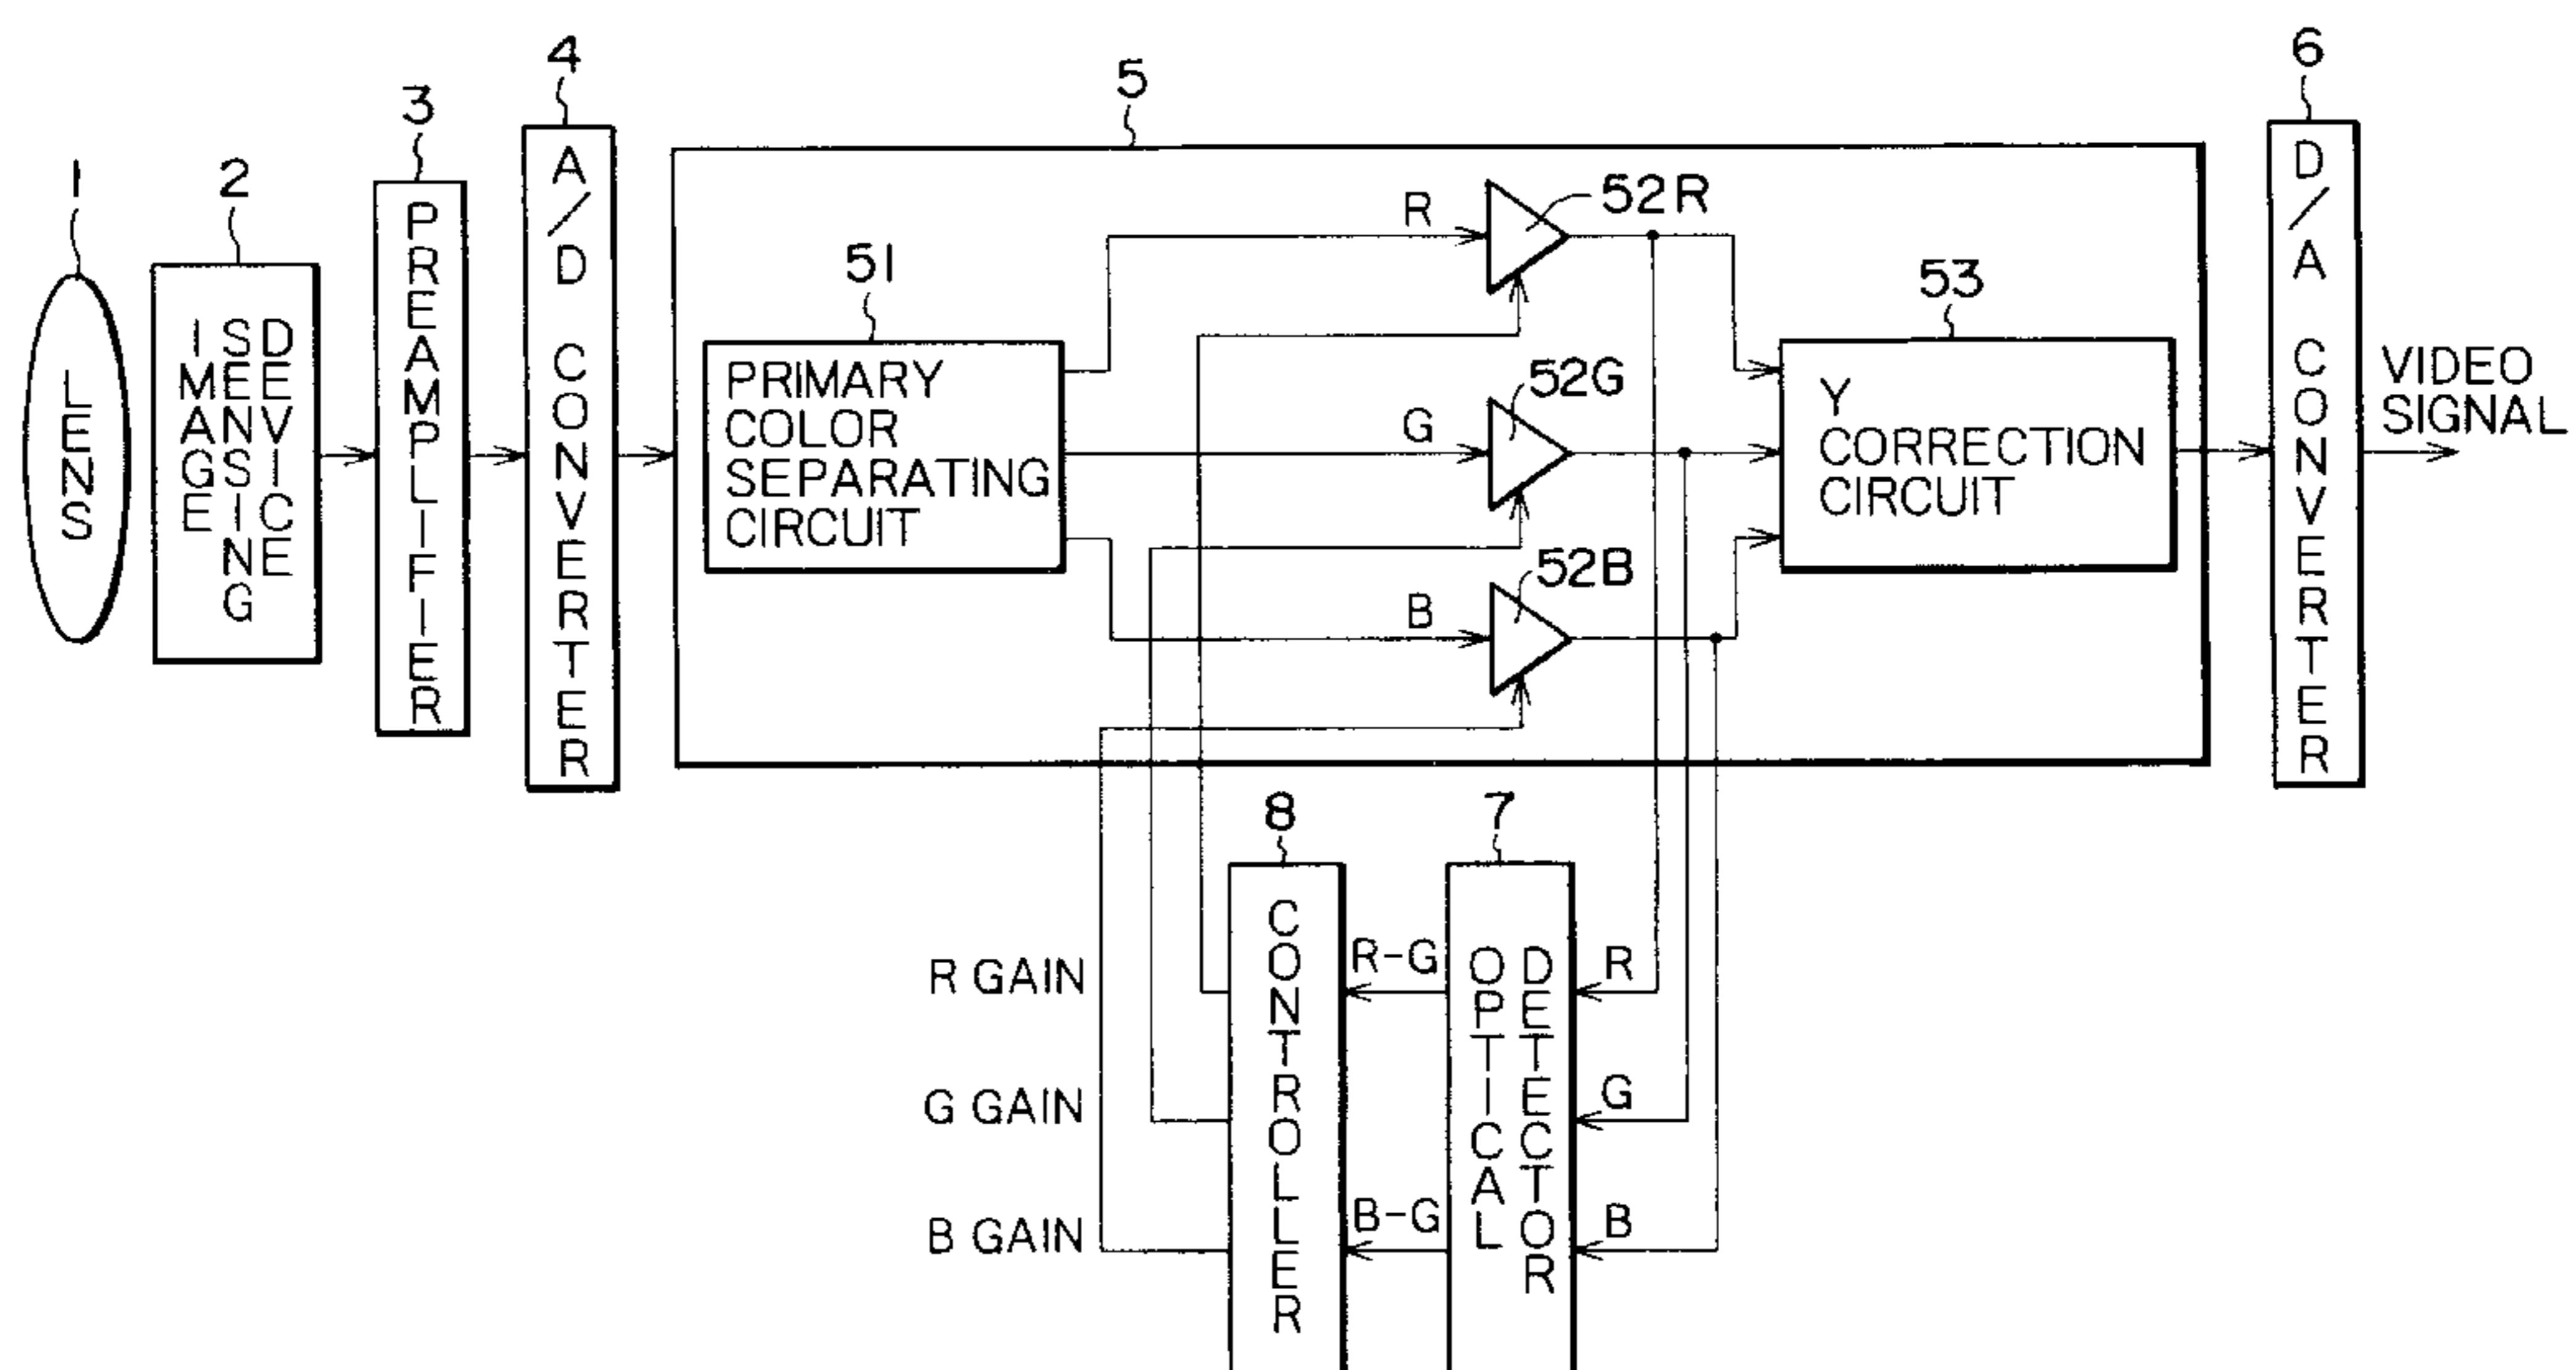 1
LENS
2
IMAGE
SENSING
DEVICE
3
PREAMPLIFIER
4
A/D CONVERTER
5
51
PRIMARY
COLOR
SEPARATING
CIRCUIT
R
52R
G
52G
B
52B
53
Y
CORRECTION
CIRCUIT
6
D/A CONVERTER
VIDEO
SIGNAL
8
CONTROLLER
7
OPTICAL
DETECTOR
R GAIN
G GAIN
B GAIN
R-G
B-G
R
G
B